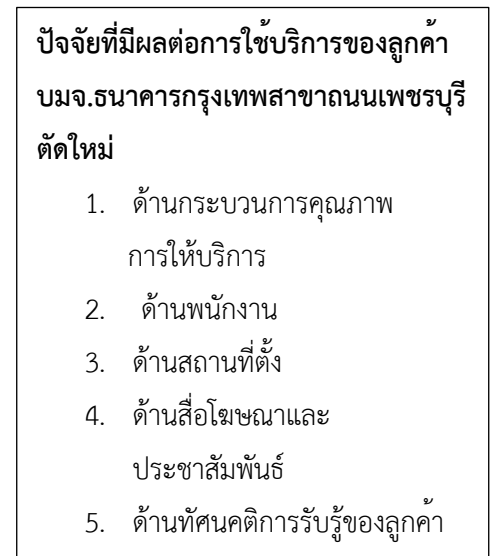 ปัจจัยที่มีผลต่อการใช้บริการของลูกค้า
บมจ.ธนาคารกรุงเทพสาขาถนนเพชรบุรี
ตัดใหม่
1. ด้านกระบวนการคุณภาพ
การให้บริการ
2. ด้านพนักงาน
3. ด้านสถานที่ตั้ง
4. ด้านสื่อโฆษณาและ
ประชาสัมพันธ์
5. ด้านทัศนคติการรับรู้ของลูกค้า